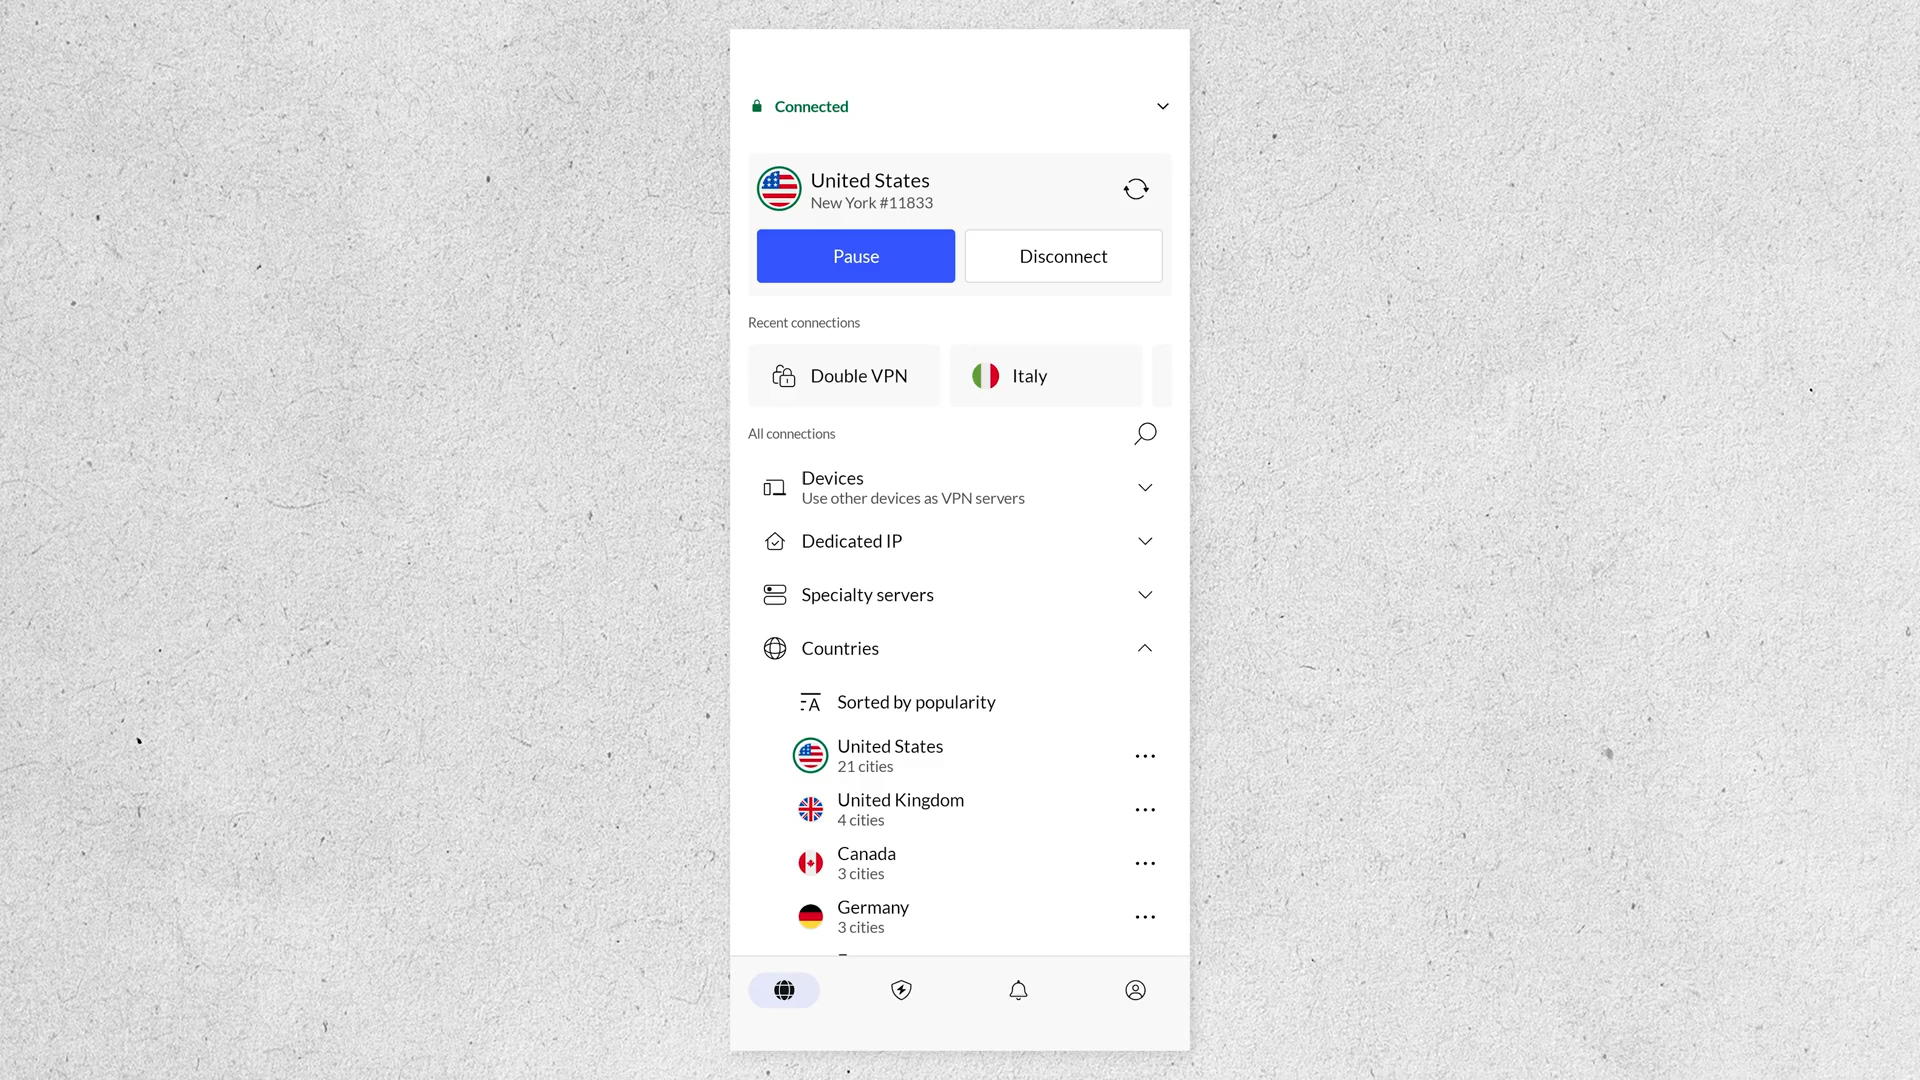 Connected
United States
New York #11833
Pause
Disconnect
Recent connections
Double VPN
Italy
All connections
Devices
Use other devices as VPN servers
Dedicated IP
Specialty servers
Countries
Sorted by popularity
United States
21 cities
United Kingdom
4 cities
Canada
3 cities
Germany
3 cities